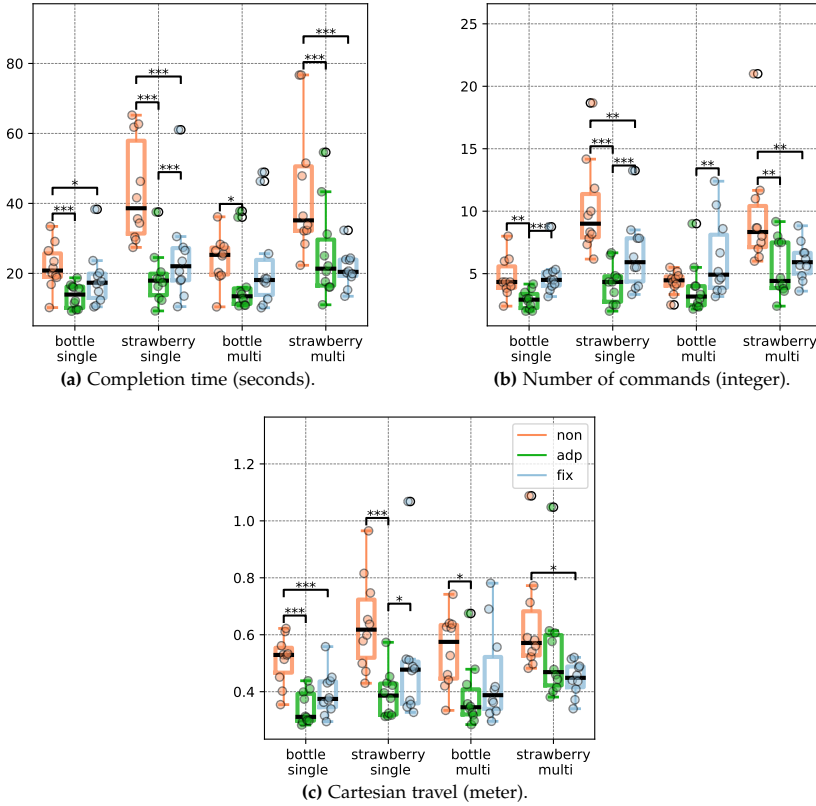 80
60
40
20
***
***
***
***
***
*
***
*
bottle
single
strawberry
single
bottle
multi
strawberry
multi
(a) Completion time (seconds).
25
20
15
10
5
**
***
***
**
**
***
**
**
**
bottle
single
strawberry
single
bottle
multi
strawberry
multi
(b) Number of commands (integer).
1.2
1.0
0.8
0.6
0.4
non
adp
fix
***
***
***
*
*
*
bottle
single
strawberry
single
bottle
multi
strawberry
multi
(c) Cartesian travel (meter).